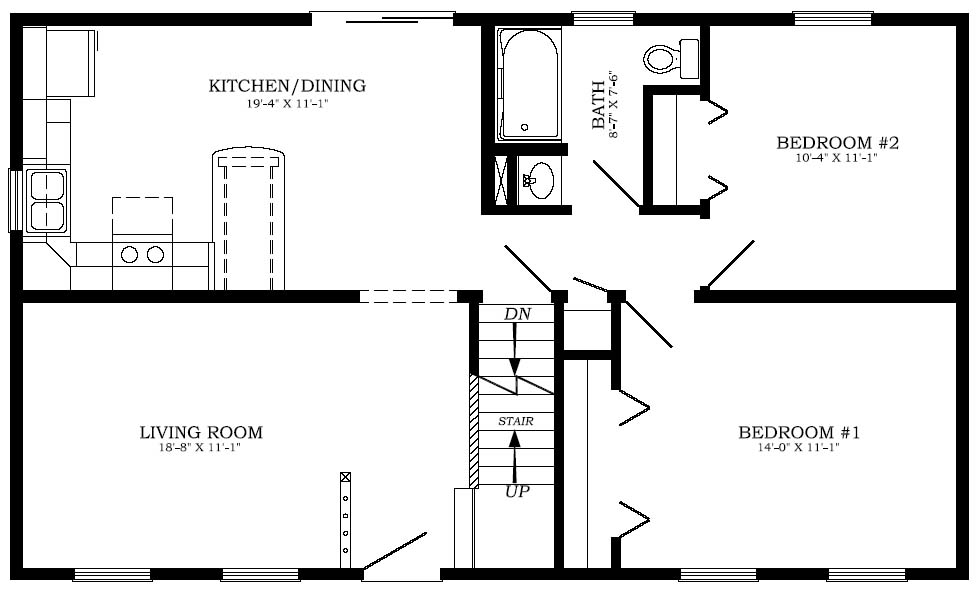 KITCHEN/DINING
19'-4" X 11'-1"
BATH
8'-7" X 7'-6"
BEDROOM #2
10'-4" X 11'-1"
DN
STAIR
UP
LIVING ROOM
18'-8" X 11'-1"
BEDROOM #1
14'-0" X 11'-1"